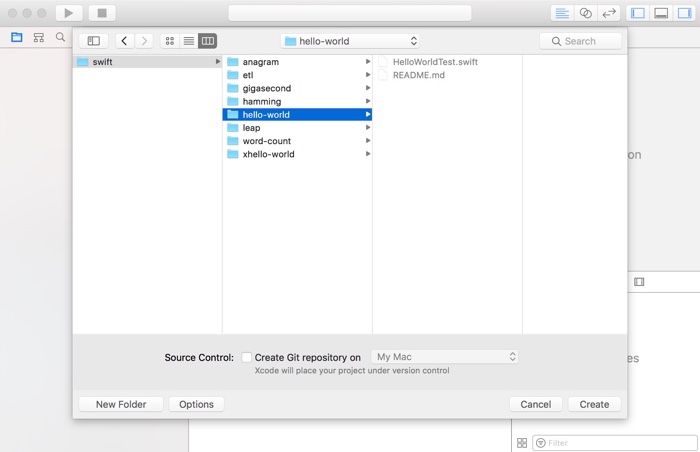 hello-world
Search
swift
anagram
etl
gigasecond
hamming
hello-world
leap
word-count
xhello-world
HelloWorldTest.swift
README.md
on
es
Source Control: Create Git repository on My Mac
Xcode will place your project under version control
New Folder Options Cancel Create
Filter